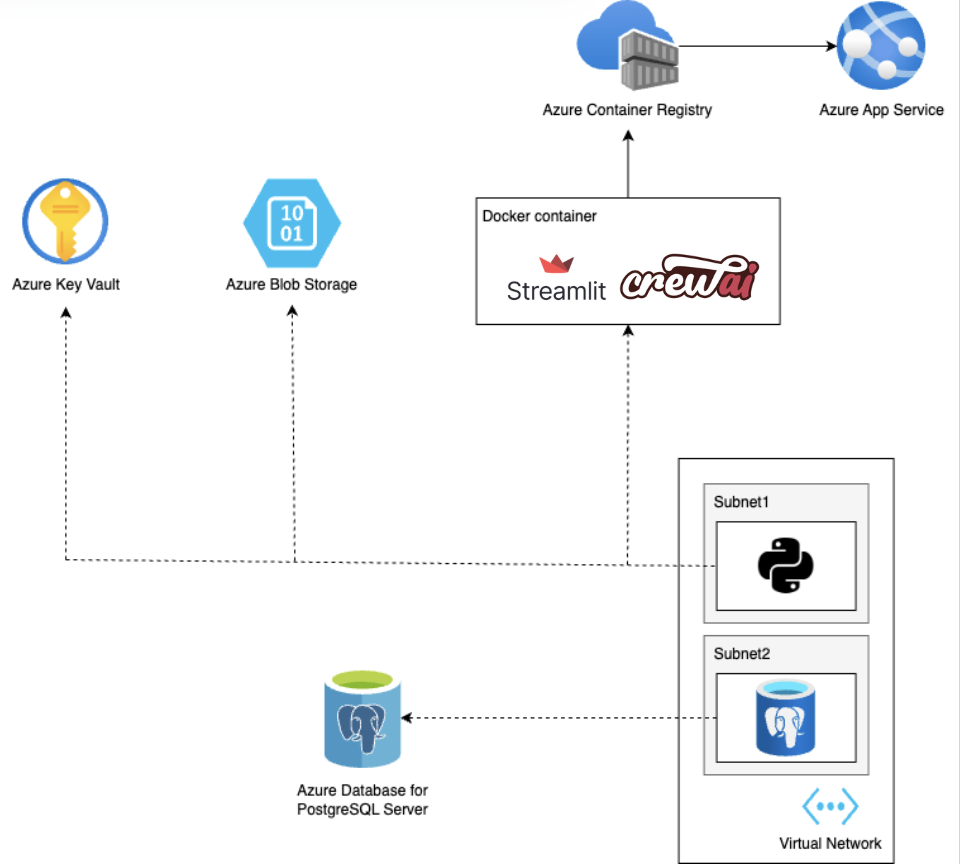 Azure Container Registry
Azure App Service
Docker container
Streamlit
crewai
10
01
Azure Key Vault
Azure Blob Storage
Subnet1
Subnet2
Azure Database for
PostgreSQL Server
Virtual Network